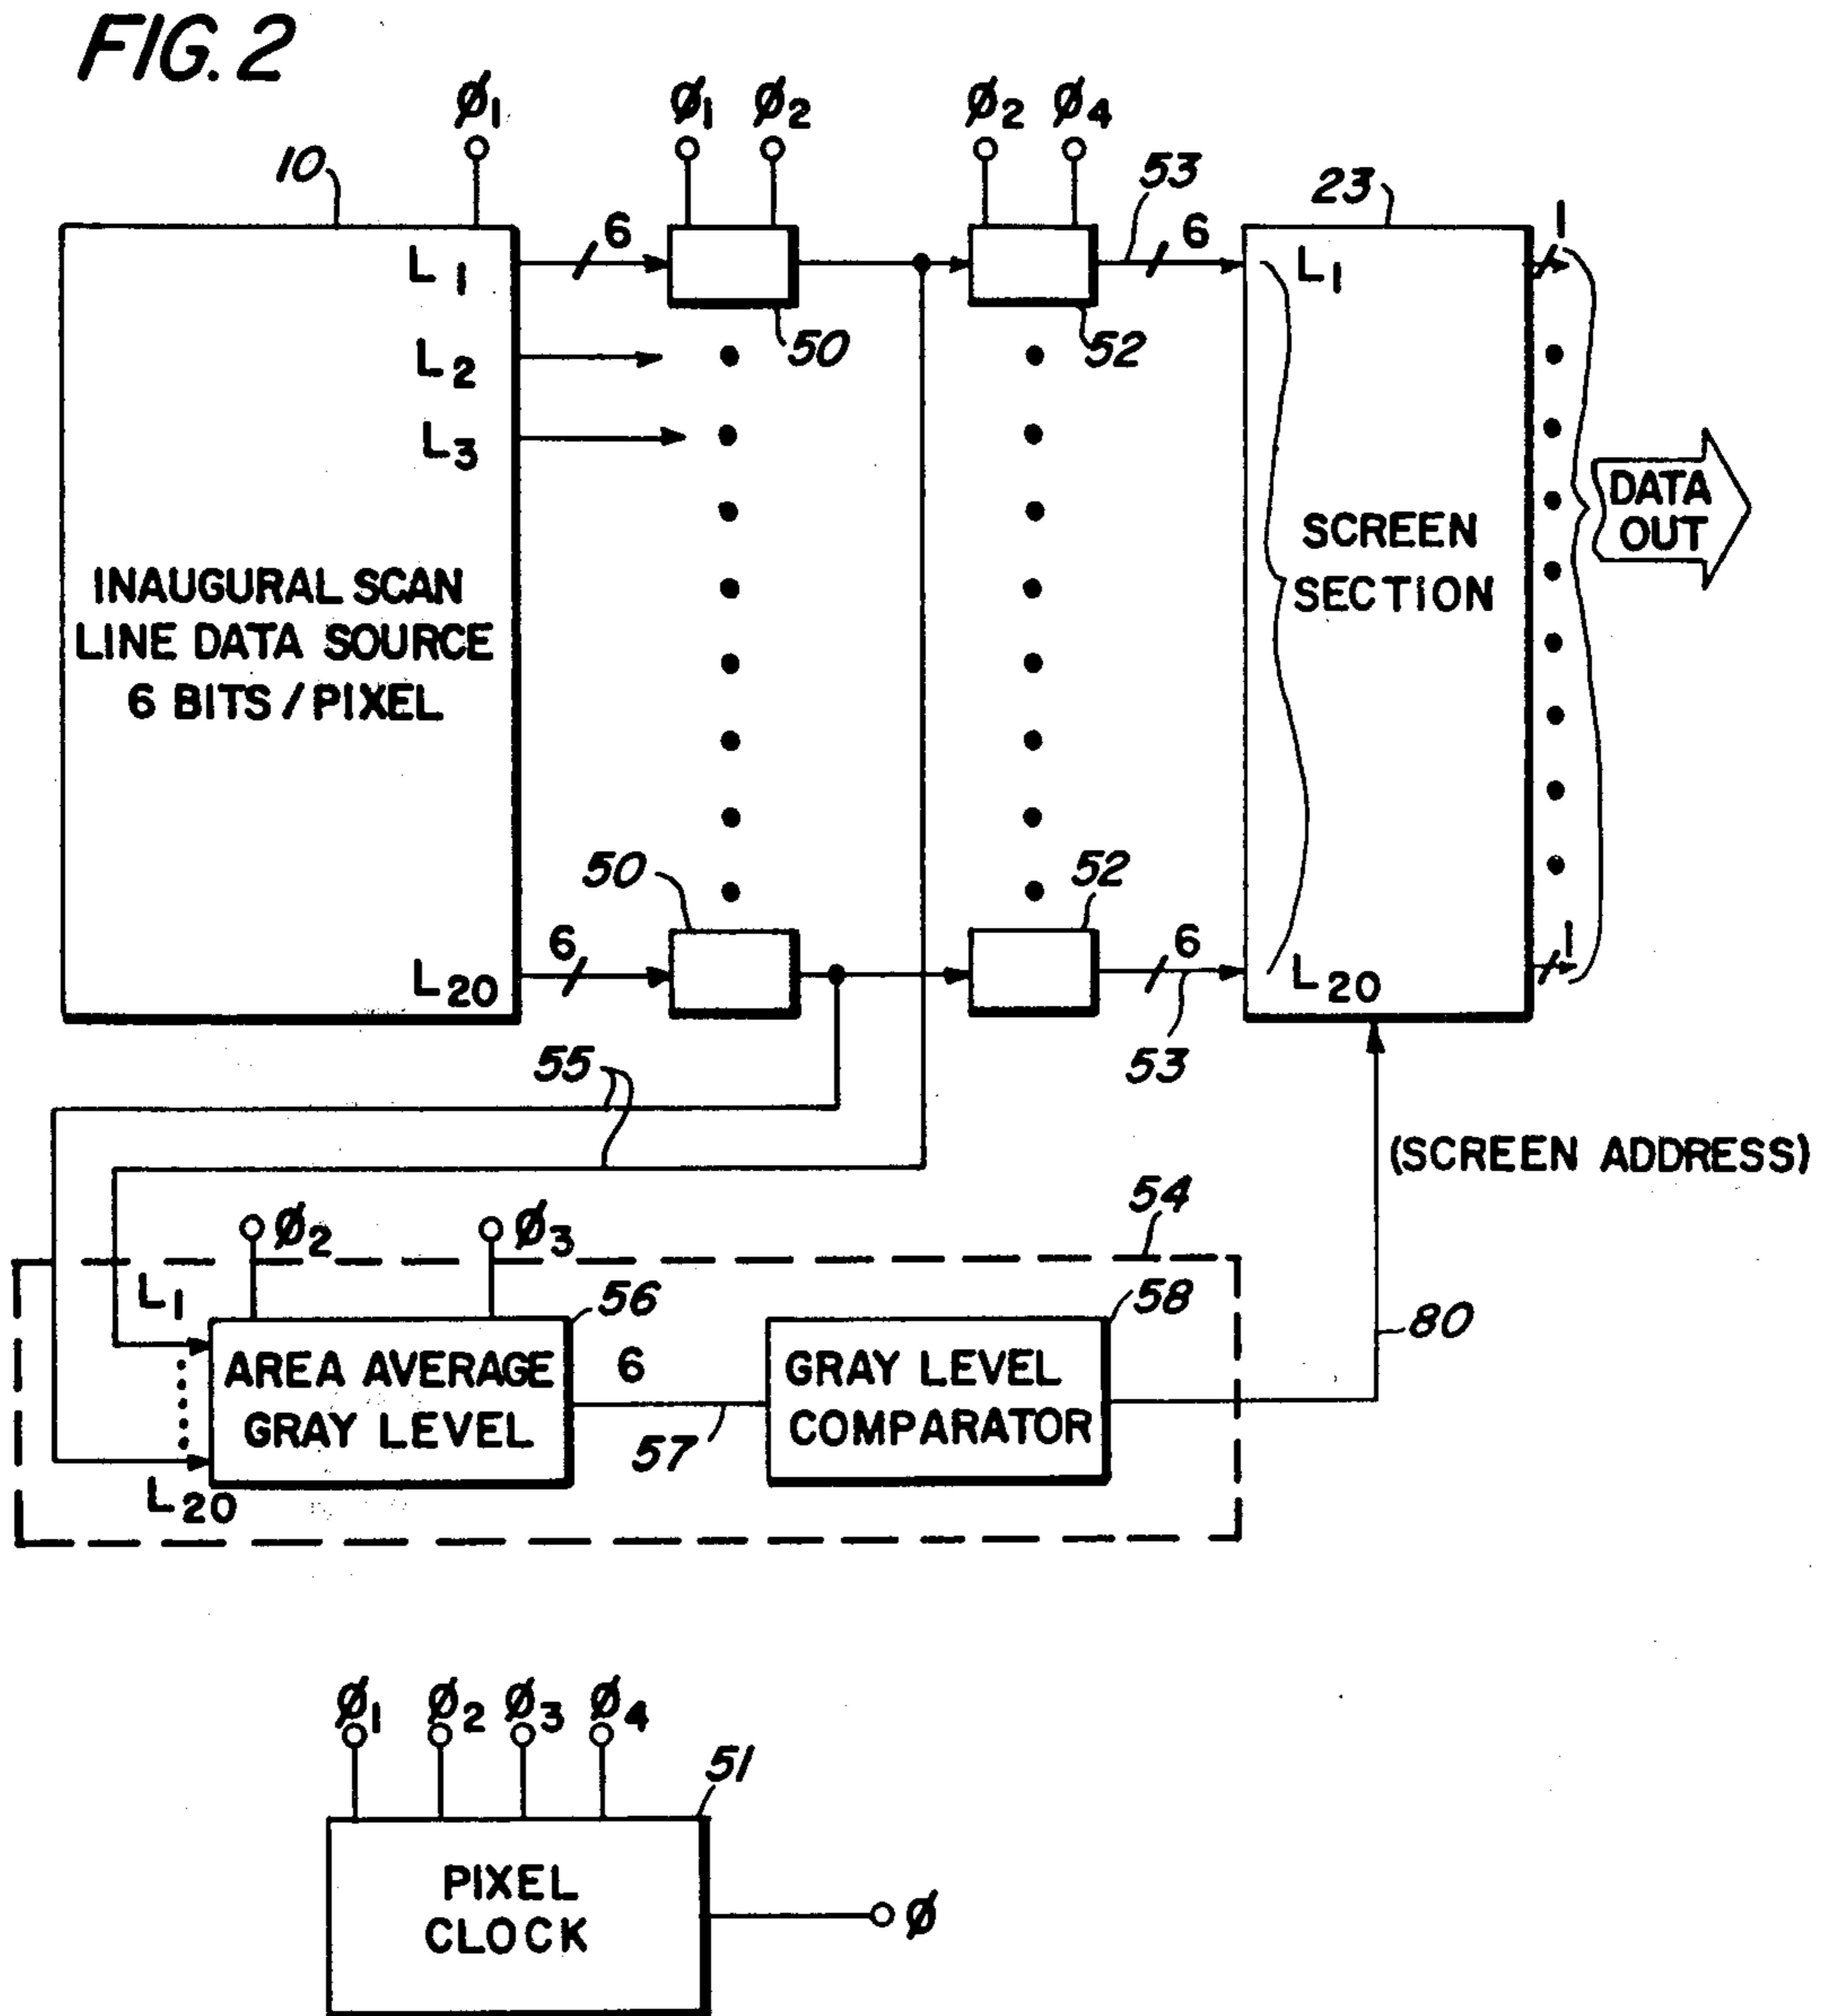 FIG. 2
ø1 ø1 ø2 ø2 ø4
10 53 23
6 6 1
L1 L1
50 52
L2
L3
DATA
OUT
SCREEN
SECTION
INAUGURAL SCAN
LINE DATA SOURCE
6 BITS/PIXEL
50 52
6 6 1
L20 L20
55 53
(SCREEN ADDRESS)
54
ø2 ø3
L1 56 58 80
AREA AVERAGE
GRAY LEVEL
6
57
GRAY LEVEL
COMPARATOR
L20
ø1 ø2 ø3 ø4
51
PIXEL
CLOCK
ø